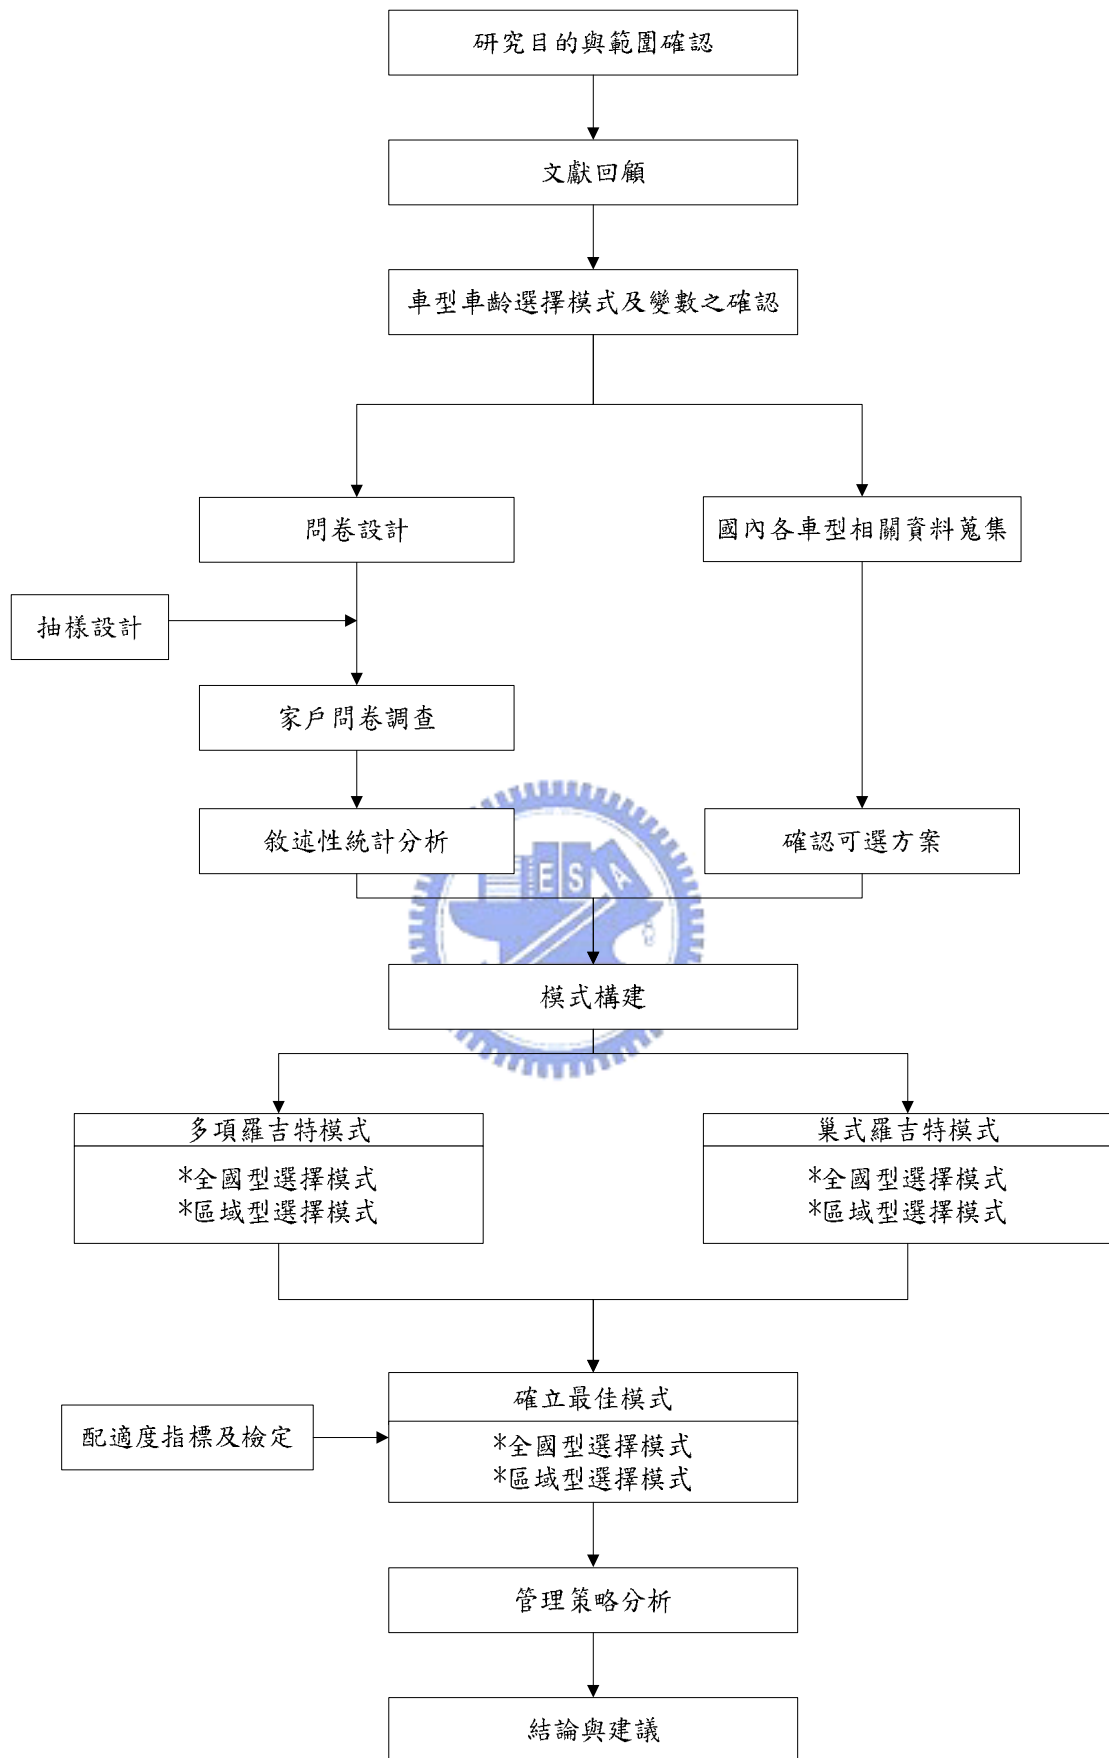 研究目的與範圍確認
文獻回顧
車型車齡選擇模式及變數之確認
問卷設計
國內各車型相關資料蒐集
抽樣設計
家戶問卷調查
敘述性統計分析
確認可選方案
ESA
模式構建
多項羅吉特模式
*全國型選擇模式
*區域型選擇模式
巢式羅吉特模式
*全國型選擇模式
*區域型選擇模式
確立最佳模式
配適度指標及檢定
*全國型選擇模式
*區域型選擇模式
管理策略分析
結論與建議